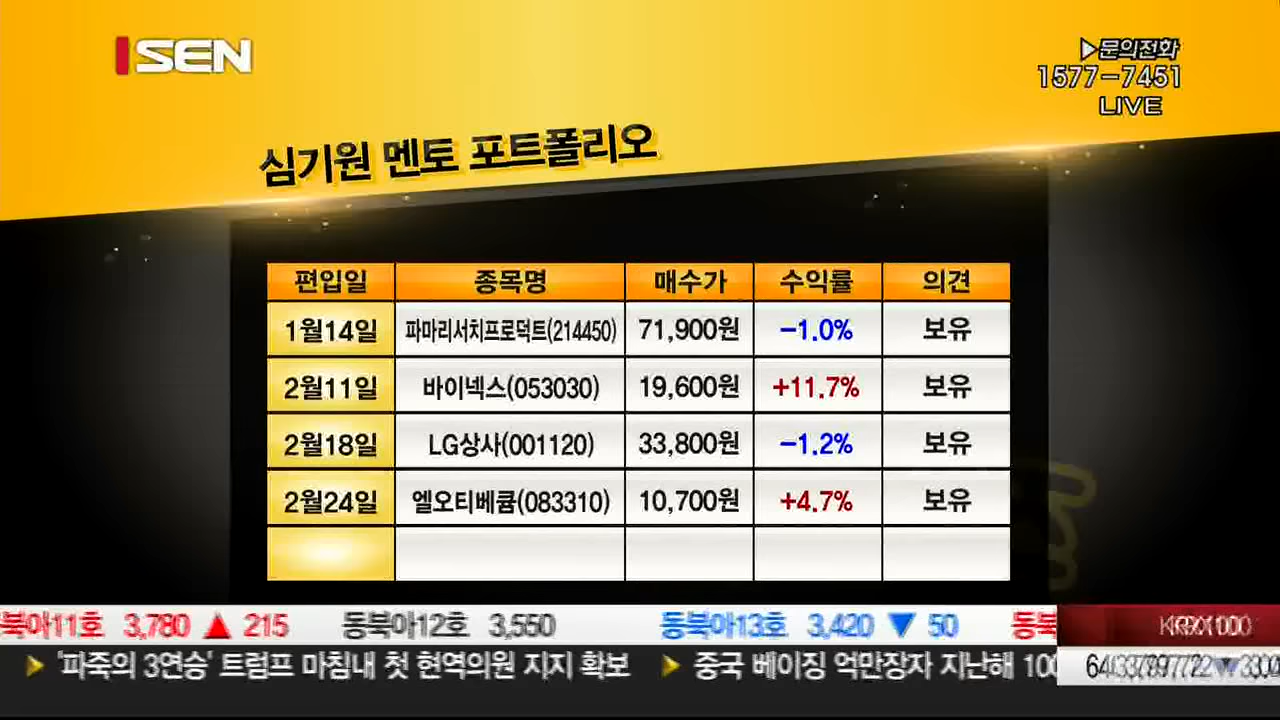 SEN
▶문의전화
1577-7451
LIVE
심기원 멘토 포트폴리오
편입일 종목명 매수가 수익률 의견
1월14일 파마리서치프로덕트(214450) 71,900원 -1.0% 보유
2월11일 바이넥스(053030) 19,600원 +11.7% 보유
2월18일 LG상사(001120) 33,800원 -1.2% 보유
2월24일 엘오티베큠(083310) 10,700원 +4.7% 보유
북아11호 3,780 ▲ 215 동북아12호 3,550 동북아13호 3,420 ▼ 50 동북
'파죽의 3연승' 트럼프 마침내 첫 현역의원 지지 확보 중국 베이징 억만장자 지난해 100